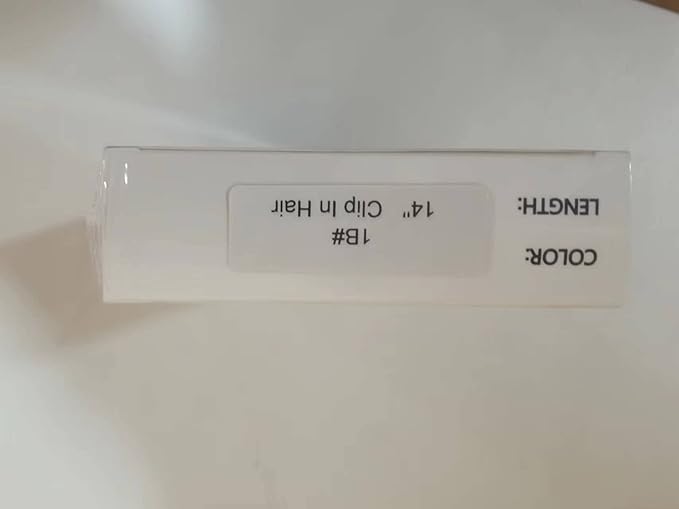 COLOR: 1B#
LENGTH: 14" Clip In Hair